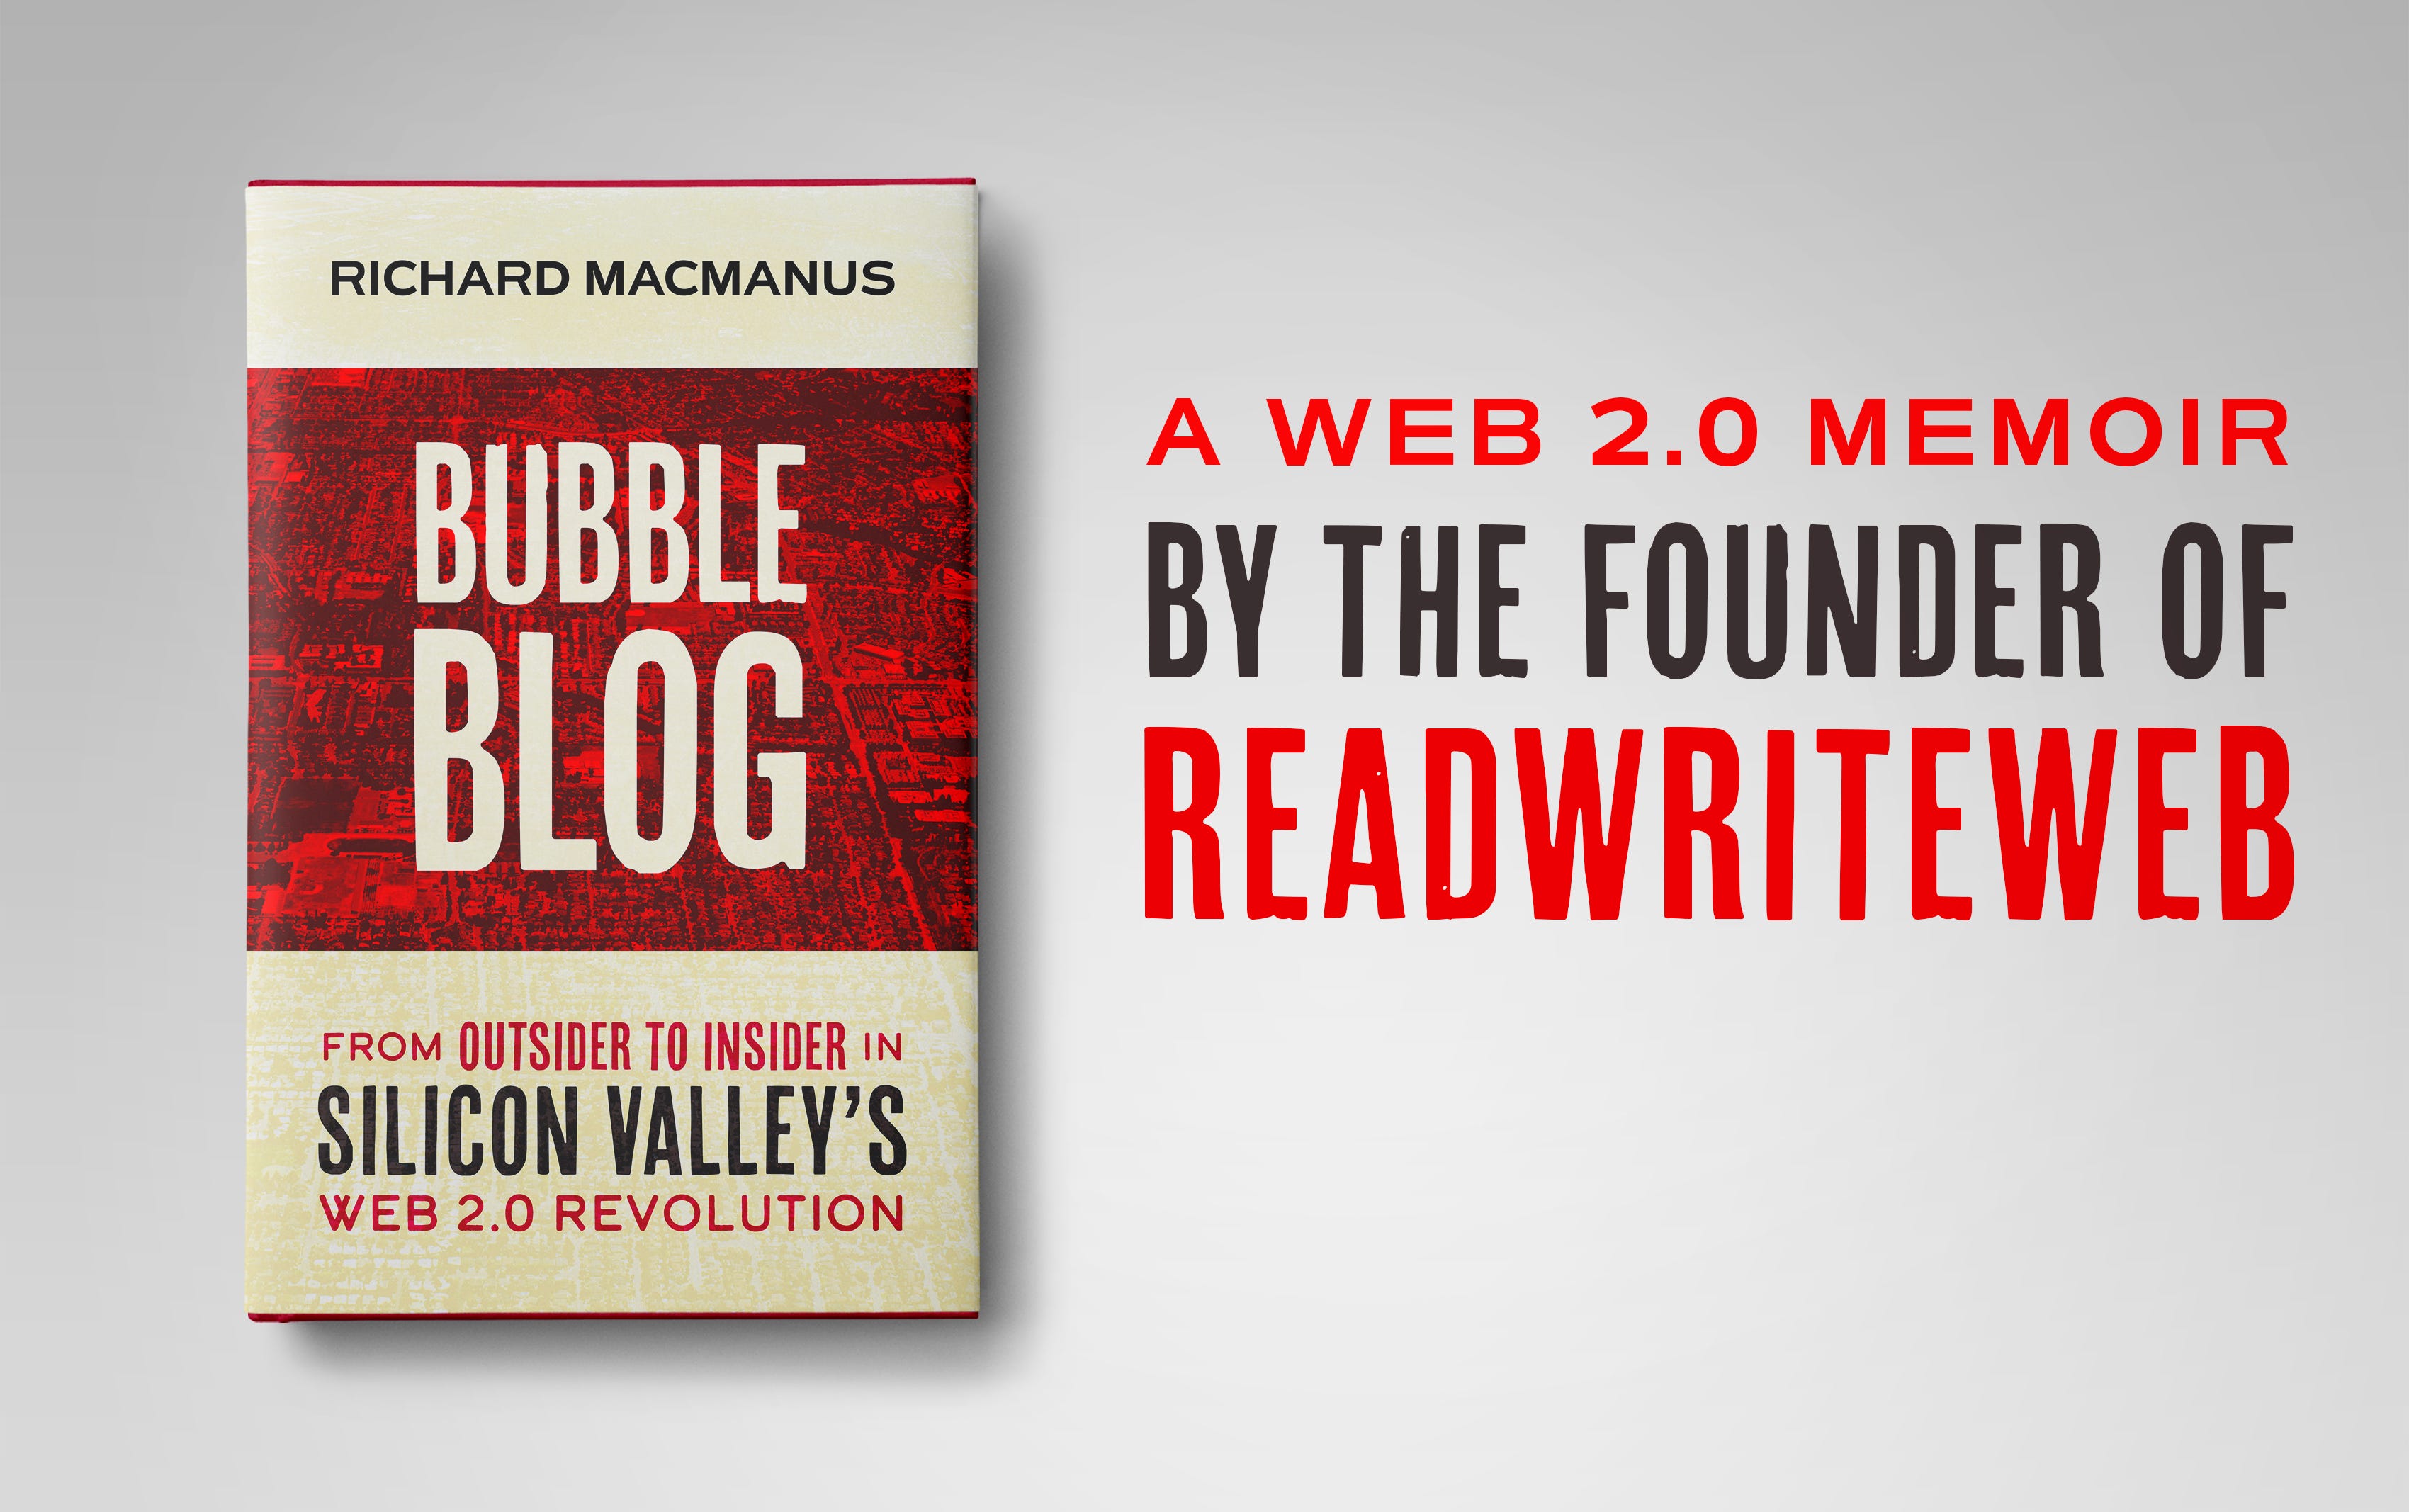 RICHARD MACMANUS
BUBBLE
BLOG
FROM OUTSIDER TO INSIDER IN
SILICON VALLEY'S
WEB 2.0 REVOLUTION
A WEB 2.0 MEMOIR
BY THE FOUNDER OF
READWRITEWEB